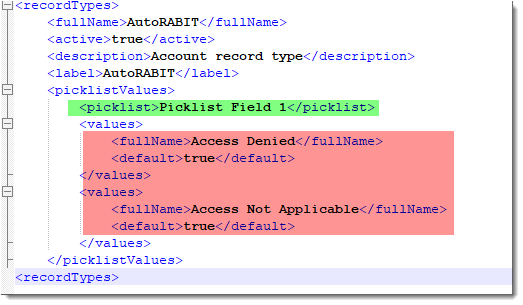 <recordTypes>
<fullName>AutoRABIT</fullName>
<active>true</active>
<description>Account record type</description>
<label>AutoRABIT</label>
<picklistValues>
<picklist>Picklist Field 1</picklist>
<values>
<fullName>Access Denied</fullName>
<default>true</default>
</values>
<values>
<fullName>Access Not Applicable</fullName>
<default>true</default>
</values>
</picklistValues>
<recordTypes>